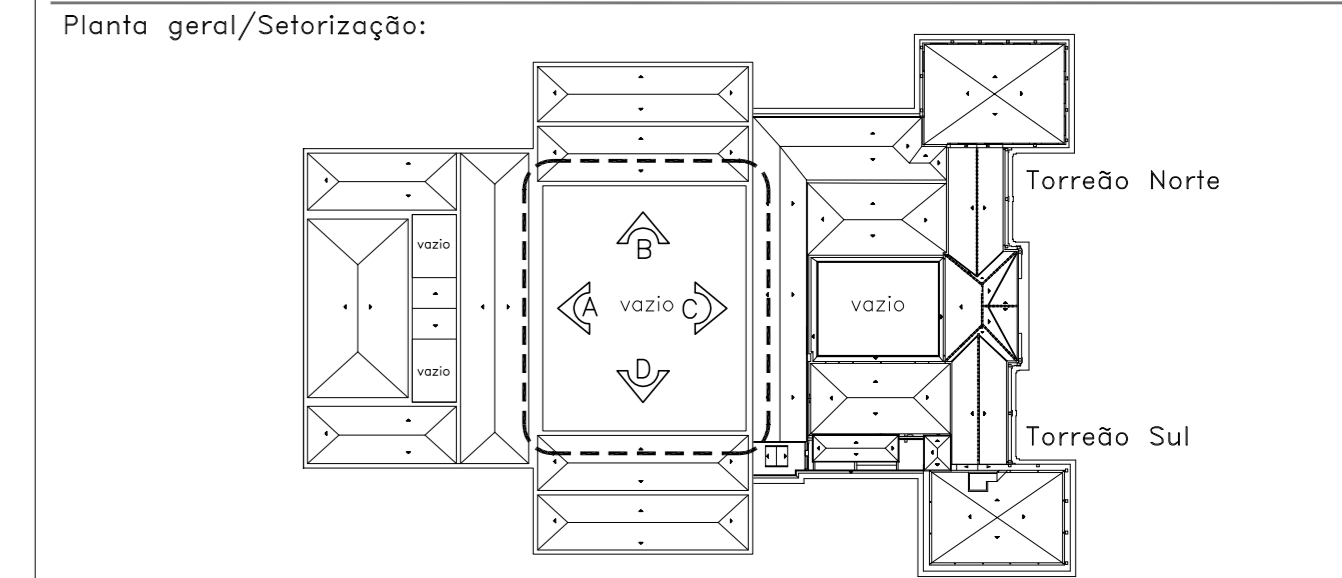 Planta geral/Setorização:
Torreão Norte
vazio
B
A vazio C
vazio
vazio
D
Torreão Sul